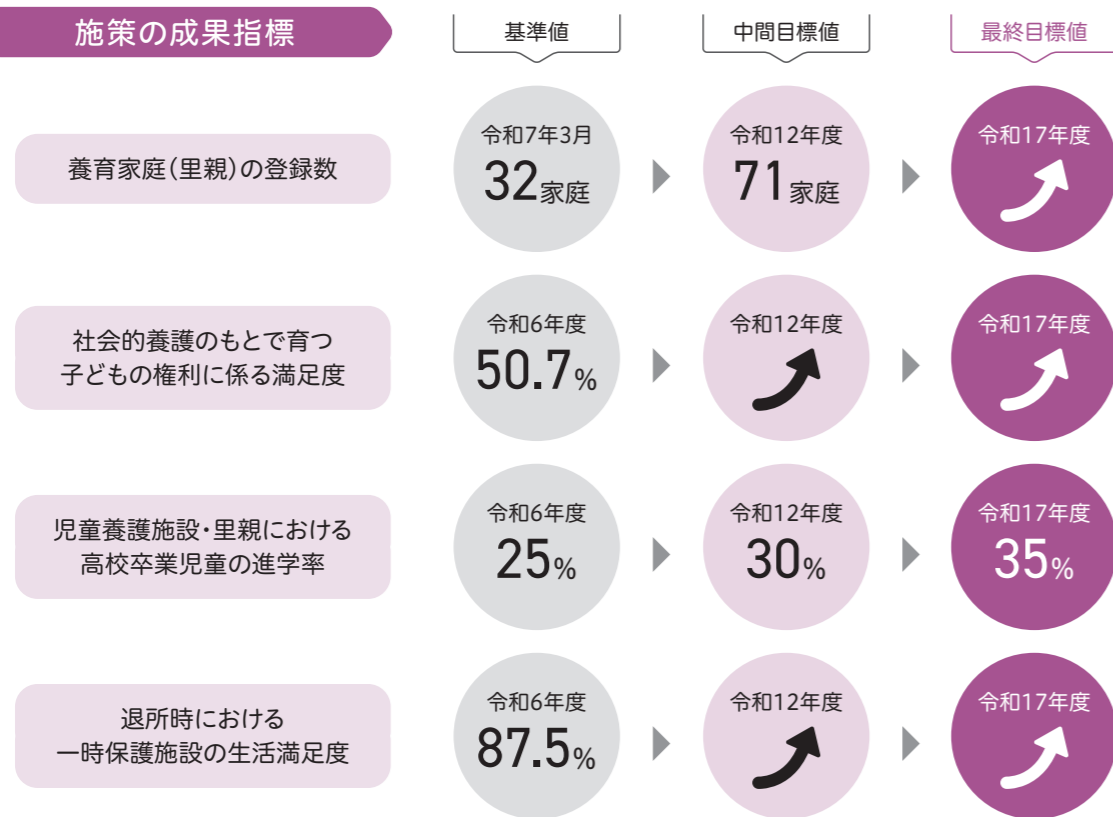 施策の成果指標
基準値
中間目標値
最終目標値
養育家庭(里親)の登録数
令和7年3月
32家庭
令和12年度
71家庭
令和17年度
社会的養護のもとで育つ
子どもの権利に係る満足度
令和6年度
50.7%
令和12年度
令和17年度
児童養護施設・里親における
高校卒業児童の進学率
令和6年度
25%
令和12年度
30%
令和17年度
35%
退所時における
一時保護施設の生活満足度
令和6年度
87.5%
令和12年度
令和17年度